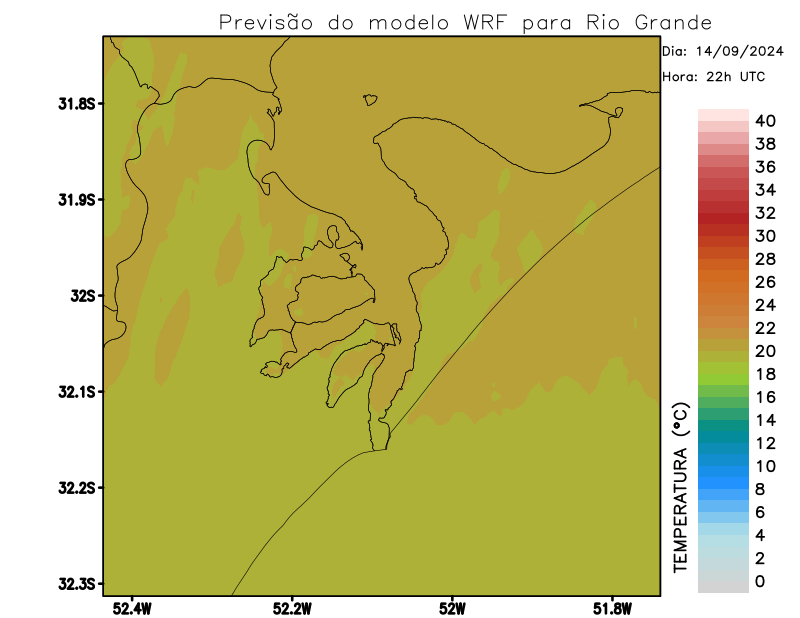 Previsão do modelo WRF para Rio Grande
Dia: 14/09/2024
Hora: 22h UTC
31.8S
31.9S
32S
32.1S
32.2S
32.3S
52.4W
52.2W
52W
51.8W
TEMPERATURA (°C)
40
38
36
34
32
30
28
26
24
22
20
18
16
14
12
10
8
6
4
2
0